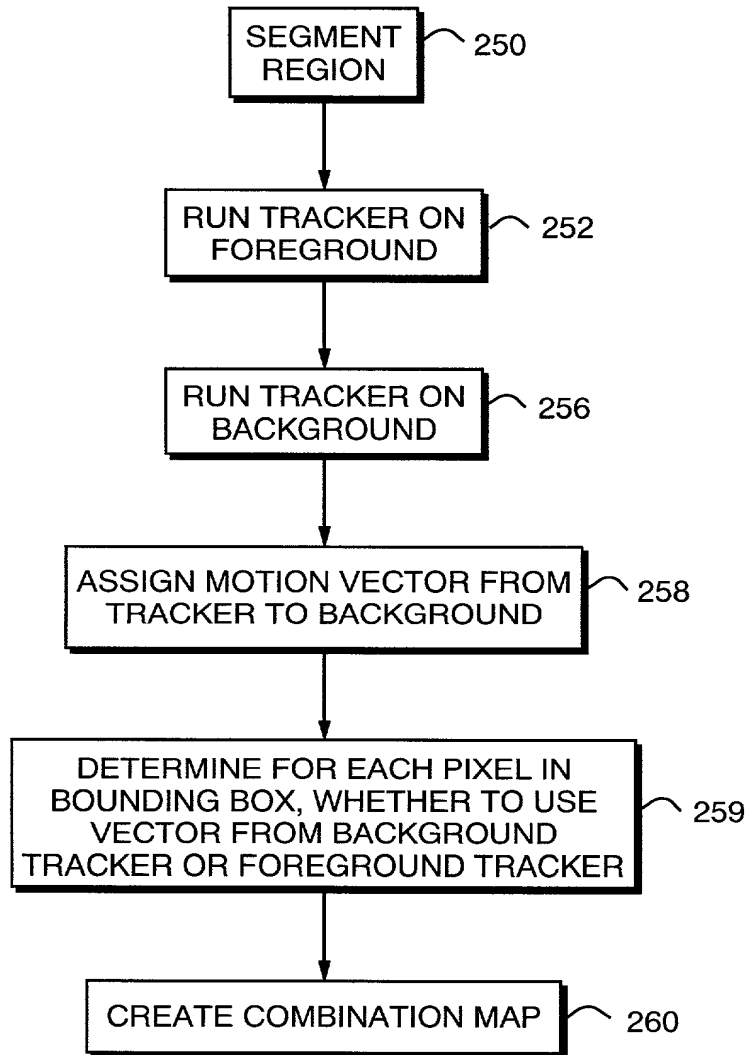 SEGMENT
REGION
250
RUN TRACKER ON
FOREGROUND
252
RUN TRACKER ON
BACKGROUND
256
ASSIGN MOTION VECTOR FROM
TRACKER TO BACKGROUND
258
DETERMINE FOR EACH PIXEL IN
BOUNDING BOX, WHETHER TO USE
VECTOR FROM BACKGROUND
TRACKER OR FOREGROUND TRACKER
259
CREATE COMBINATION MAP
260